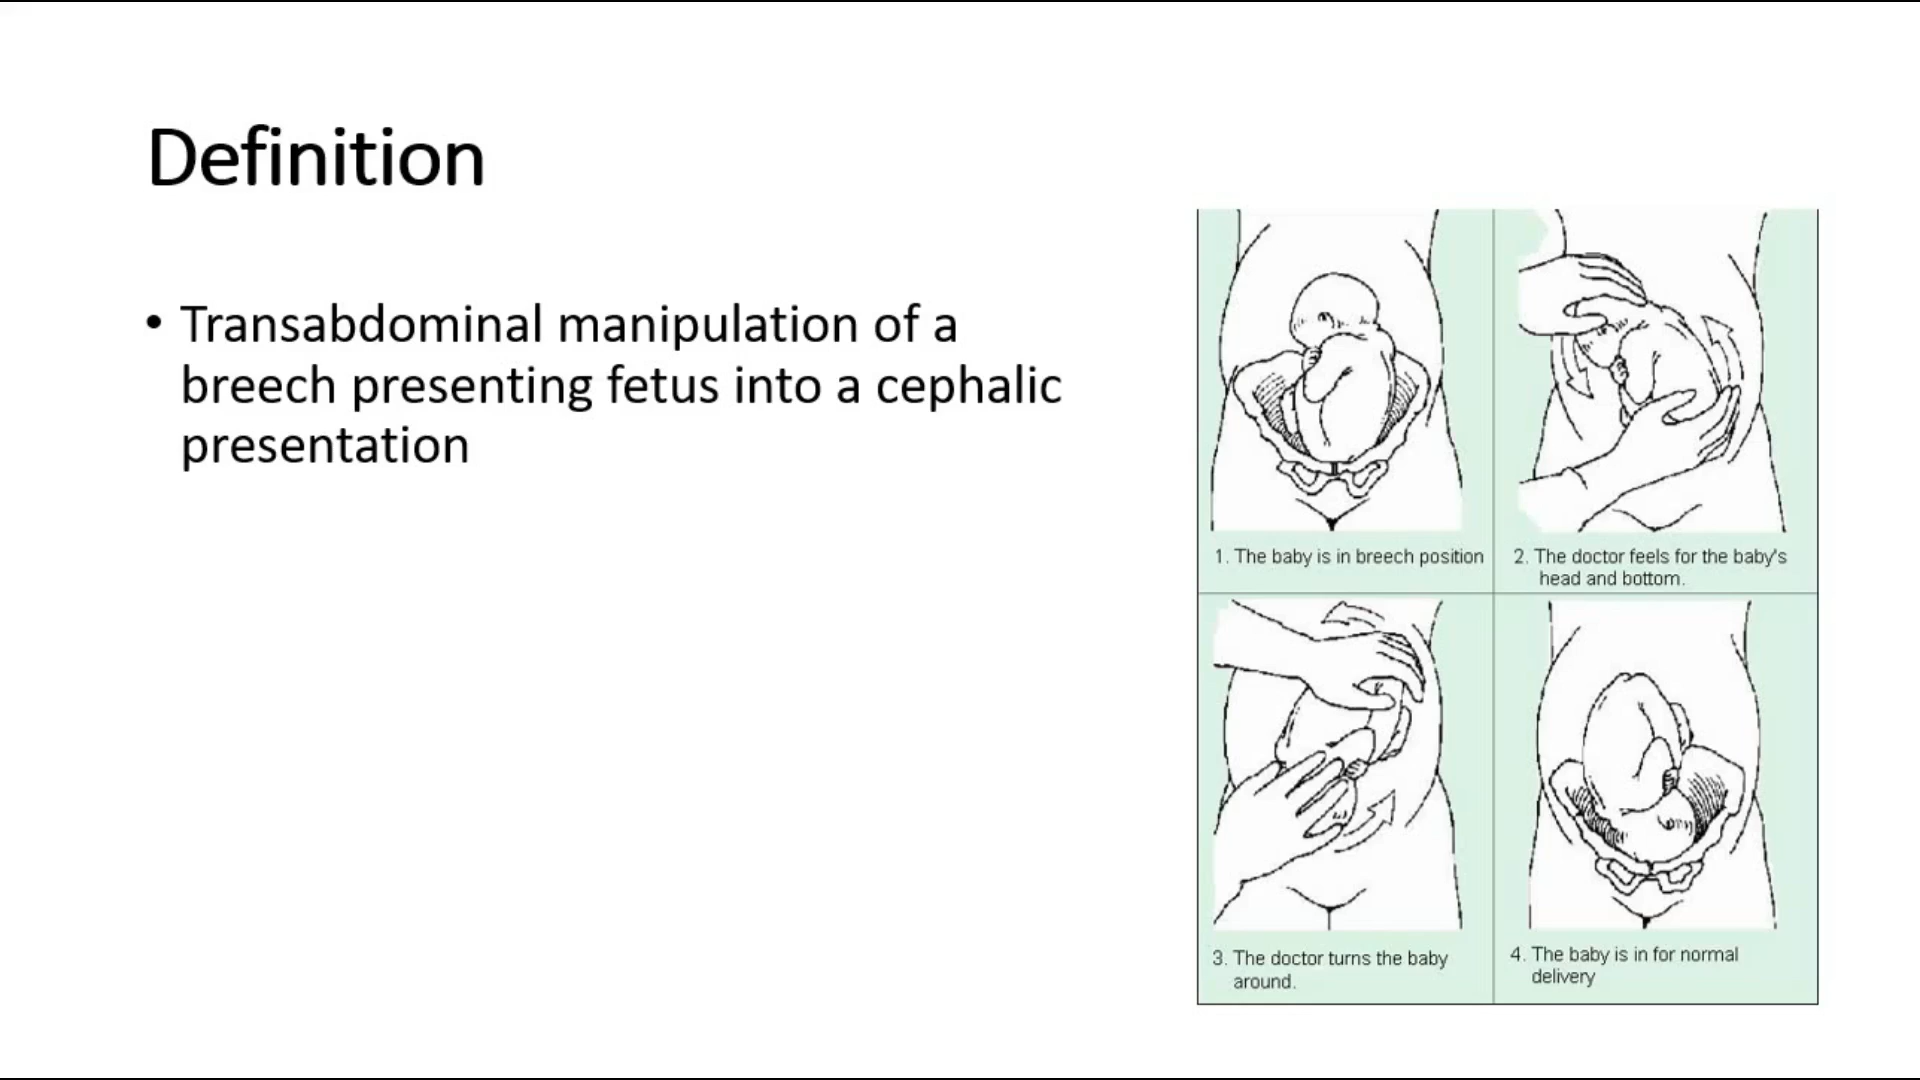 Definition
• Transabdominal manipulation of a
breech presenting fetus into a cephalic
presentation
1. The baby is in breech position
2. The doctor feels for the baby's
head and bottom.
3. The doctor turns the baby
around.
4. The baby is in for normal
delivery